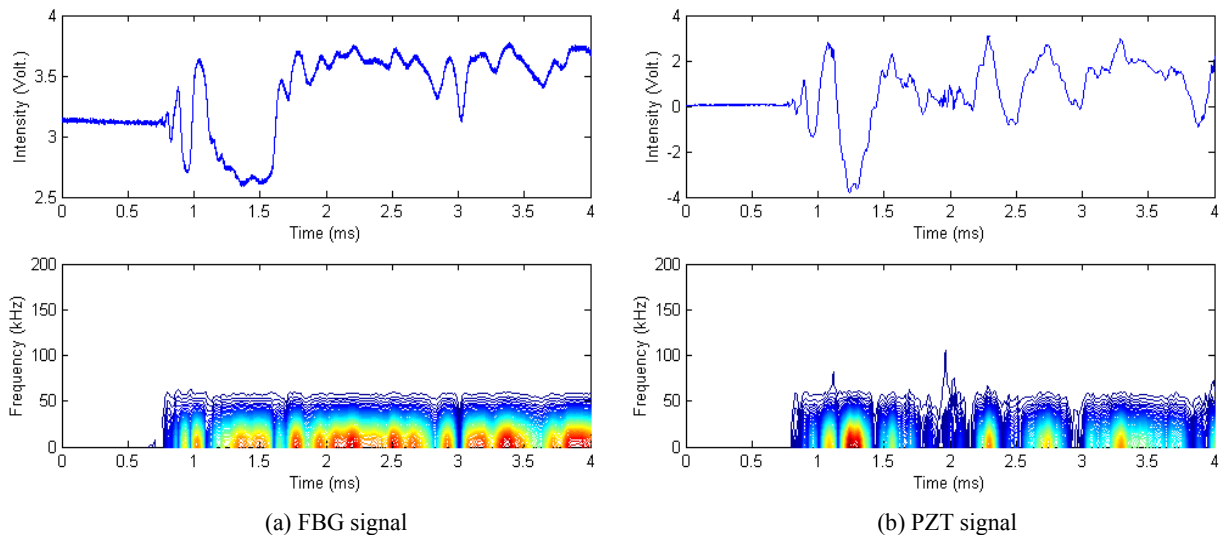 4
3.5
3
2.5
Intensity (Volt.)
0 0.5 1 1.5 2 2.5 3 3.5 4
Time (ms)
200
150
100
50
0
Frequency (kHz)
0 0.5 1 1.5 2 2.5 3 3.5 4
Time (ms)
(a) FBG signal
4
2
0
-2
-4
Intensity (Volt.)
0 0.5 1 1.5 2 2.5 3 3.5 4
Time (ms)
200
150
100
50
0
Frequency (kHz)
0 0.5 1 1.5 2 2.5 3 3.5 4
Time (ms)
(b) PZT signal